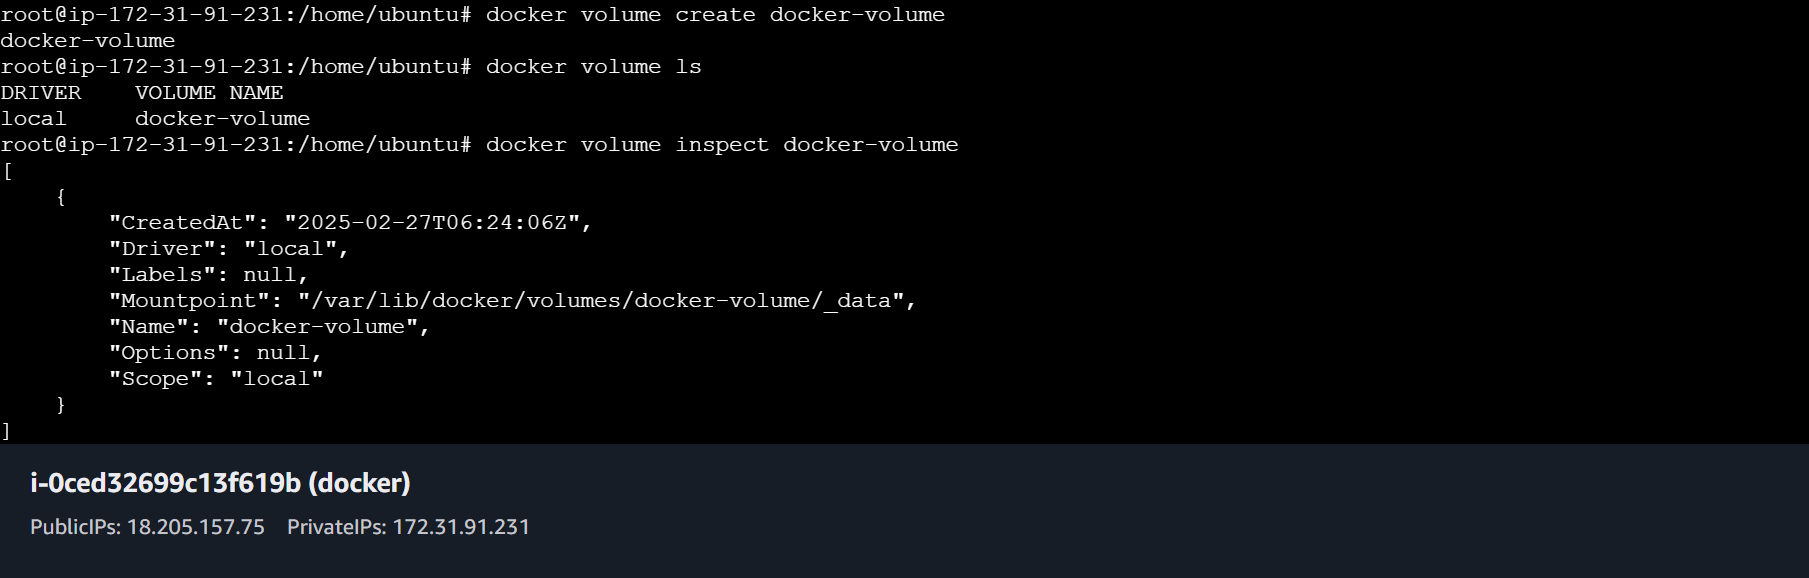 root@ip-172-31-91-231:/home/ubuntu# docker volume create docker-volume
docker-volume
root@ip-172-31-91-231:/home/ubuntu# docker volume ls
DRIVER    VOLUME NAME
local     docker-volume
root@ip-172-31-91-231:/home/ubuntu# docker volume inspect docker-volume
[
    {
        "CreatedAt": "2025-02-27T06:24:06Z",
        "Driver": "local",
        "Labels": null,
        "Mountpoint": "/var/lib/docker/volumes/docker-volume/_data",
        "Name": "docker-volume",
        "Options": null,
        "Scope": "local"
    }
]
i-0ced32699c13f619b (docker)
PublicIPs: 18.205.157.75    PrivateIPs: 172.31.91.231